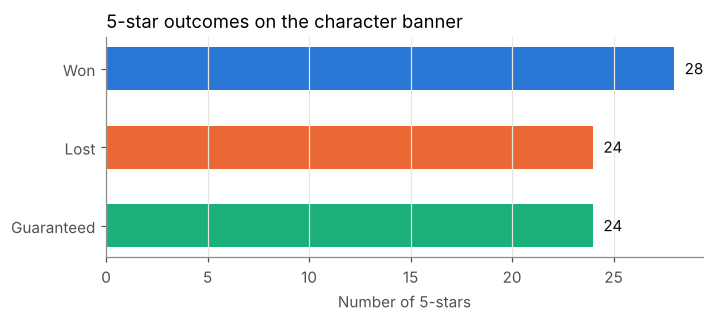 5-star outcomes on the character banner
Won 28
Lost 24
Guaranteed 24
0 5 10 15 20 25
Number of 5-stars